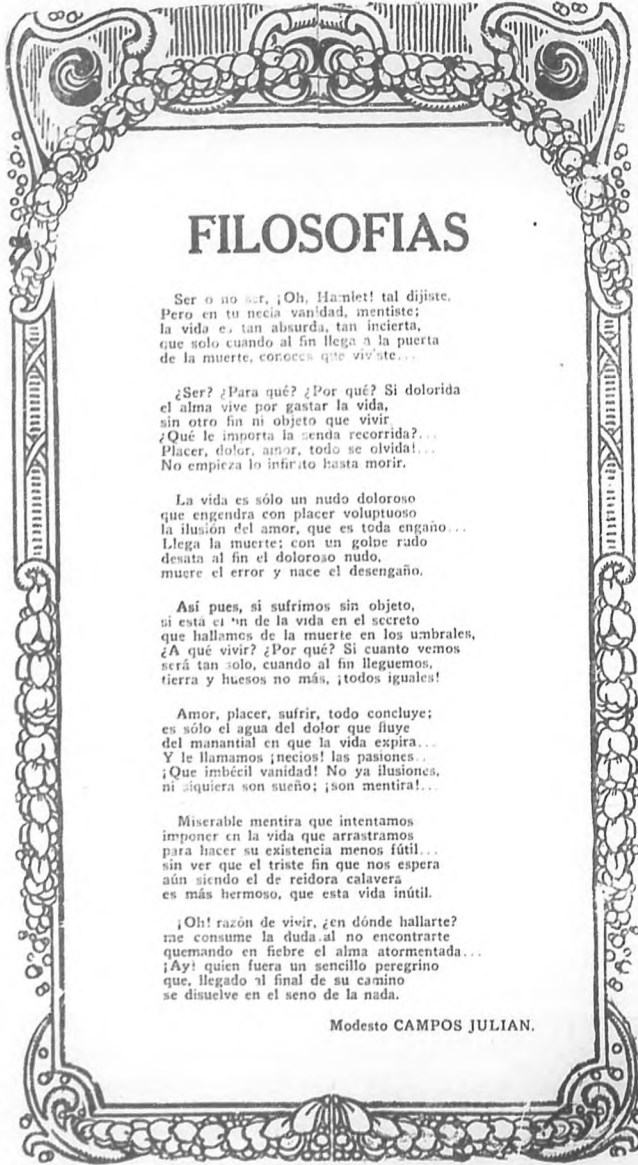 FILOSOFIAS
Ser o no ser, ¡Oh, Hamlet! tal dijiste.
Pero en tu necia vanidad, mentiste;
la vida es tan absurda, tan incierta,
que solo cuando al fin llega a la puerta
de la muerte, conoces que viviste...
¿Ser? ¿Para qué? ¿Por qué? Si dolorida
el alma vive por gastar la vida,
sin otro fin ni objeto que vivir
¿Qué le importa la senda recorrida?...
Placer, dolor, amor, todo se olvida!...
No empieza lo infinito hasta morir.
La vida es sólo un nudo doloroso
que engendra con placer voluptuoso
la ilusión del amor, que es toda engaño...
Llega la muerte; con un golpe rudo
desata al fin el doloroso nudo,
muere el error y nace el desengaño.
Así pues, si sufrimos sin objeto,
si está el fin de la vida en el secreto
que hallamos de la muerte en los umbrales,
¿A qué vivir? ¿Por qué? Si cuanto vemos
será tan solo, cuando al fin lleguemos,
tierra y huesos no más, ¡todos iguales!
Amor, placer, sufrir, todo concluye;
es sólo el agua del dolor que fluye
del manantial en que la vida expira...
Y le llamamos ¡necios! las pasiones..
¡Que imbécil vanidad! No ya ilusiones,
ni siquiera son sueño; ¡son mentira!...
Miserable mentira que intentamos
imponer en la vida que arrastramos
para hacer su existencia menos fútil...
sin ver que el triste fin que nos espera
aún siendo el de reidora calavera
es más hermoso, que esta vida inútil.
¡Oh! razón de vivir, ¿en dónde hallarte?
me consume la duda al no encontrarte
quemando en fiebre el alma atormentada...
¡Ay! quien fuera un sencillo peregrino
que, llegado al final de su camino
se disuelve en el seno de la nada.
Modesto CAMPOS JULIAN.